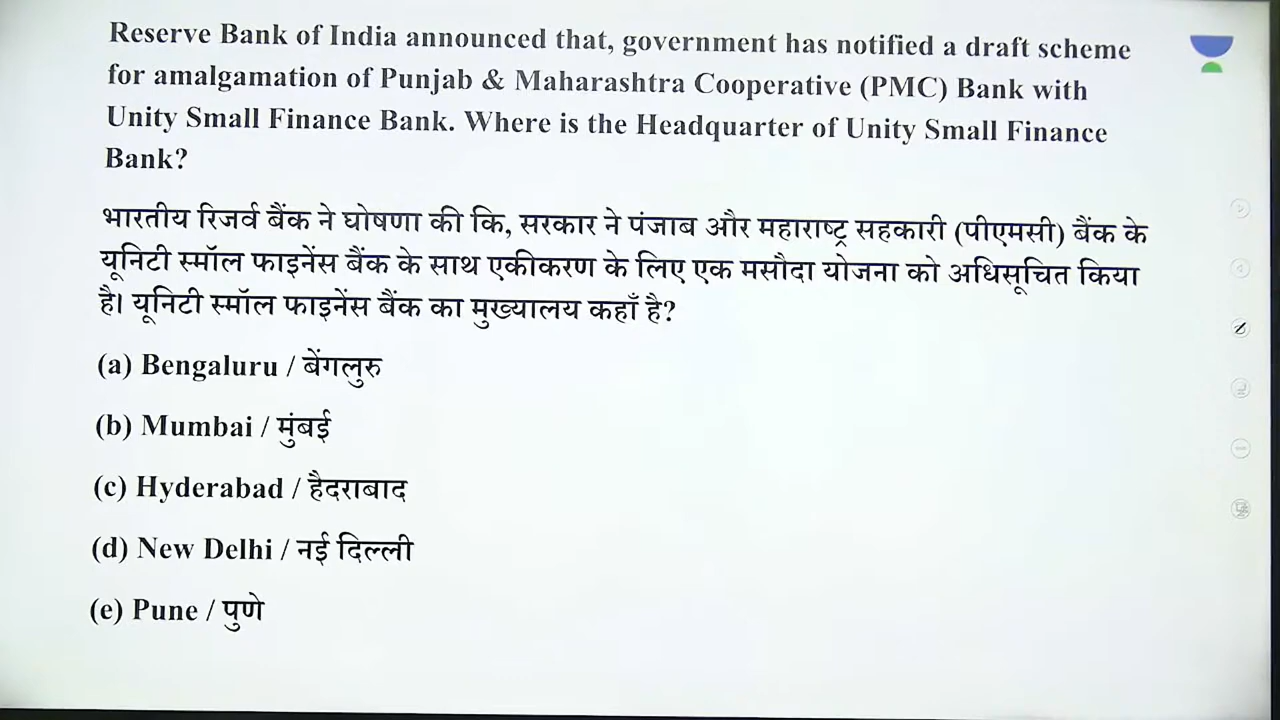 Reserve Bank of India announced that, government has notified a draft scheme
for amalgamation of Punjab & Maharashtra Cooperative (PMC) Bank with
Unity Small Finance Bank. Where is the Headquarter of Unity Small Finance
Bank?
भारतीय रिजर्व बैंक ने घोषणा की कि, सरकार ने पंजाब और महाराष्ट्र सहकारी (पीएमसी) बैंक के
यूनिटी स्मॉल फाइनेंस बैंक के साथ एकीकरण के लिए एक मसौदा योजना को अधिसूचित किया
है। यूनिटी स्मॉल फाइनेंस बैंक का मुख्यालय कहाँ है?
(a) Bengaluru / बेंगलुरु
(b) Mumbai / मुंबई
(c) Hyderabad / हैदराबाद
(d) New Delhi / नई दिल्ली
(e) Pune / पुणे